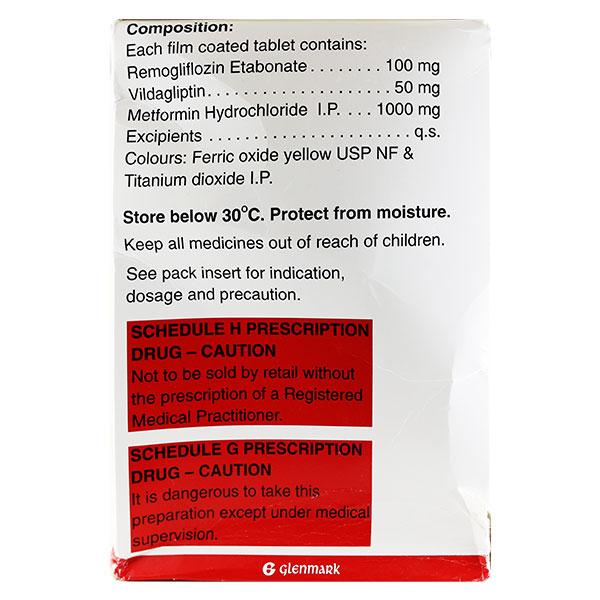 Composition:
Each film coated tablet contains:
Remogliflozin Etabonate........ 100 mg
Vildagliptin..................... 50 mg
Metformin Hydrochloride I.P. .... 1000 mg
Excipients ....................... q.s.
Colours: Ferric oxide yellow USP NF &
Titanium dioxide I.P.
Store below 30°C. Protect from moisture.
Keep all medicines out of reach of children.
See pack insert for indication,
dosage and precaution.
SCHEDULE H PRESCRIPTION
DRUG – CAUTION
Not to be sold by retail without
the prescription of a Registered
Medical Practitioner.
SCHEDULE G PRESCRIPTION
DRUG – CAUTION
It is dangerous to take this
preparation except under medical
supervision.
glenmark